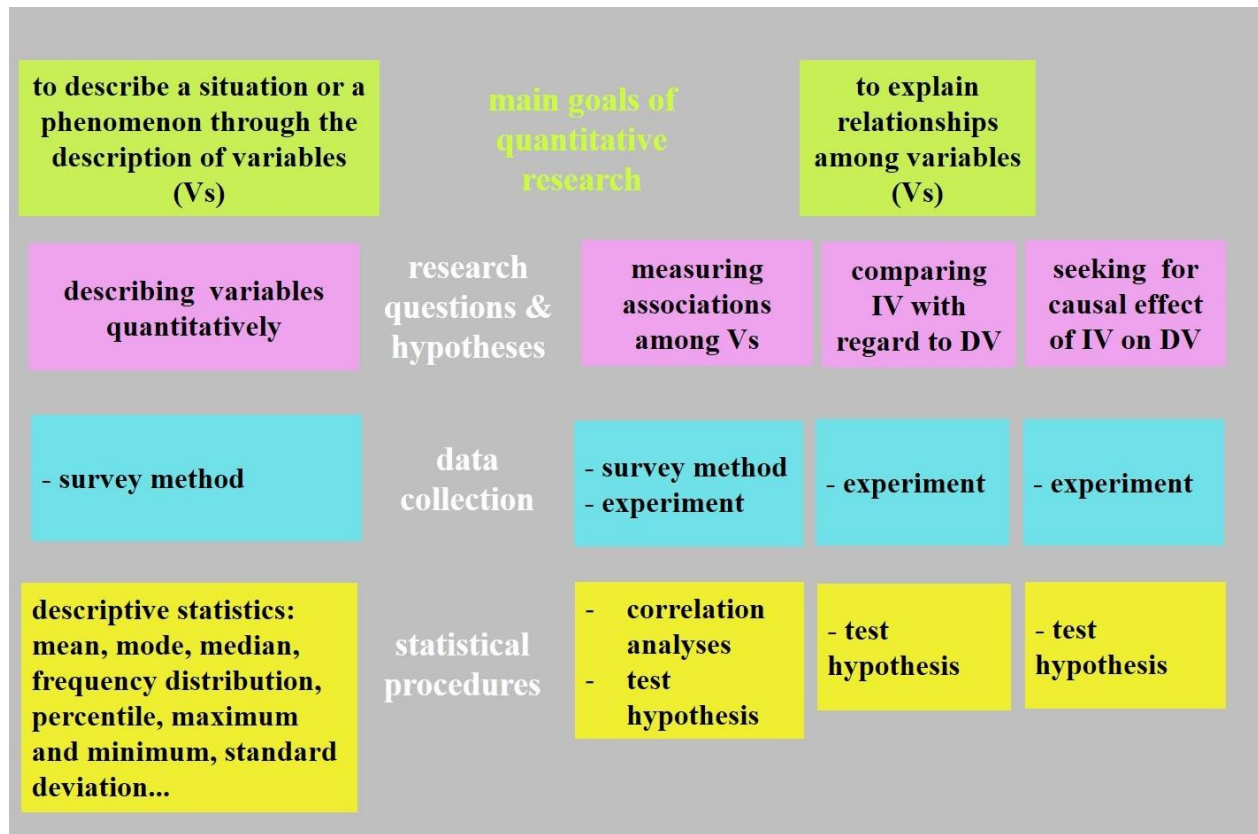 to describe a situation or a
phenomenon through the
description of variables
(Vs)
main goals of
quantitative
research
to explain
relationships
among variables
(Vs)
describing variables
quantitatively
research
questions &
hypotheses
measuring
associations
among Vs
comparing
IV with
regard to DV
seeking for
causal effect
of IV on DV
- survey method
data
collection
- survey method
- experiment
- experiment
- experiment
descriptive statistics:
mean, mode, median,
frequency distribution,
percentile, maximum
and minimum, standard
deviation...
statistical
procedures
- correlation
analyses
- test
hypothesis
- test
hypothesis
- test
hypothesis